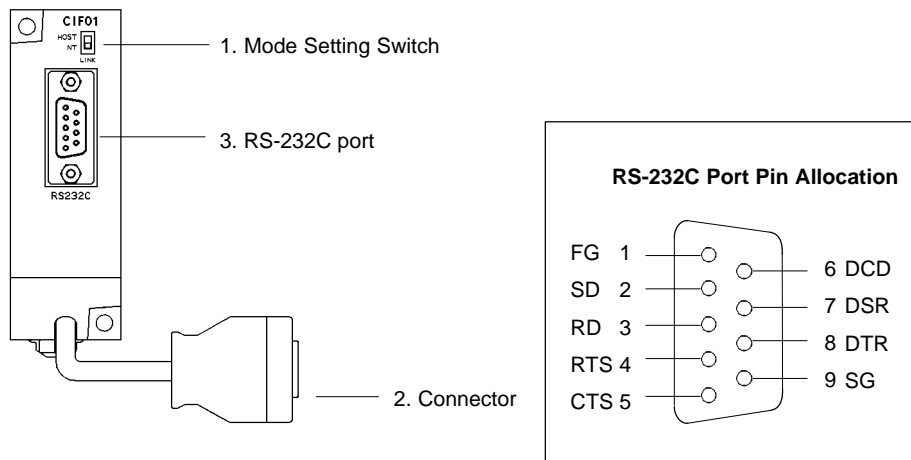 CIF01
HOST
NT
LINK
1. Mode Setting Switch
3. RS-232C port
RS232C
2. Connector
RS-232C Port Pin Allocation
FG 1
SD 2
RD 3
RTS 4
CTS 5
6 DCD
7 DSR
8 DTR
9 SG